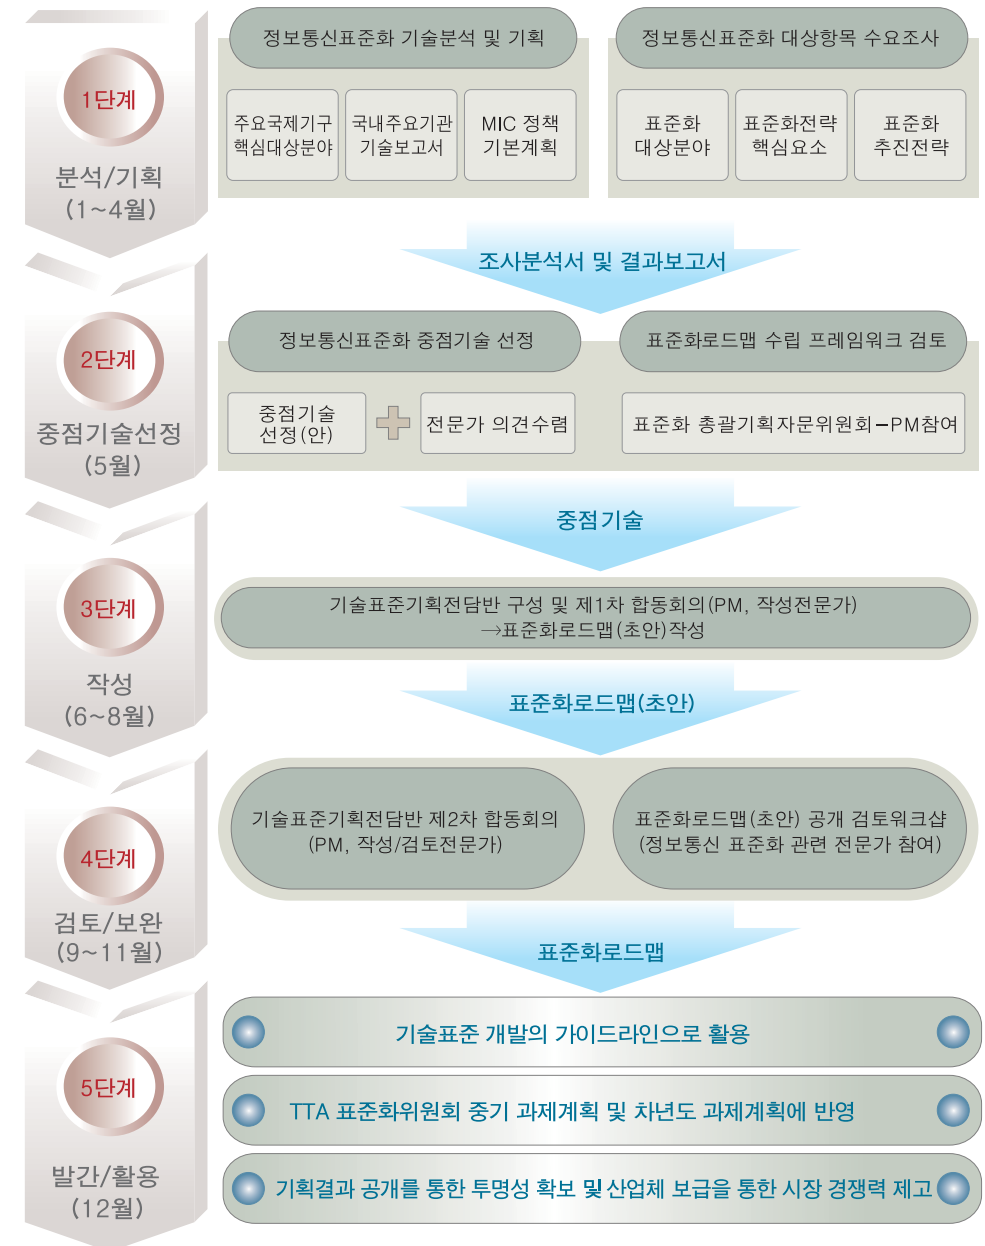 1단계
분석/기획
(1~4월)
정보통신표준화 기술분석 및 기획
주요국제기구
핵심대상분야
국내주요기관
기술보고서
MIC 정책
기본계획
정보통신표준화 대상항목 수요조사
표준화
대상분야
표준화전략
핵심요소
표준화
추진전략
조사분석서 및 결과보고서
2단계
중점기술선정
(5월)
정보통신표준화 중점기술 선정
중점기술
선정(안)
전문가 의견수렴
표준화로드맵 수립 프레임워크 검토
표준화 총괄기획자문위원회-PM참여
중점기술
3단계
작성
(6~8월)
기술표준기획전담반 구성 및 제1차 합동회의(PM, 작성전문가)
→표준화로드맵(초안)작성
표준화로드맵(초안)
4단계
검토/보완
(9~11월)
기술표준기획전담반 제2차 합동회의
(PM, 작성/검토전문가)
표준화로드맵(초안) 공개 검토워크샵
(정보통신 표준화 관련 전문가 참여)
표준화로드맵
5단계
발간/활용
(12월)
기술표준 개발의 가이드라인으로 활용
TTA 표준화위원회 중기 과제계획 및 차년도 과제계획에 반영
기획결과 공개를 통한 투명성 확보 및 산업체 보급을 통한 시장 경쟁력 제고